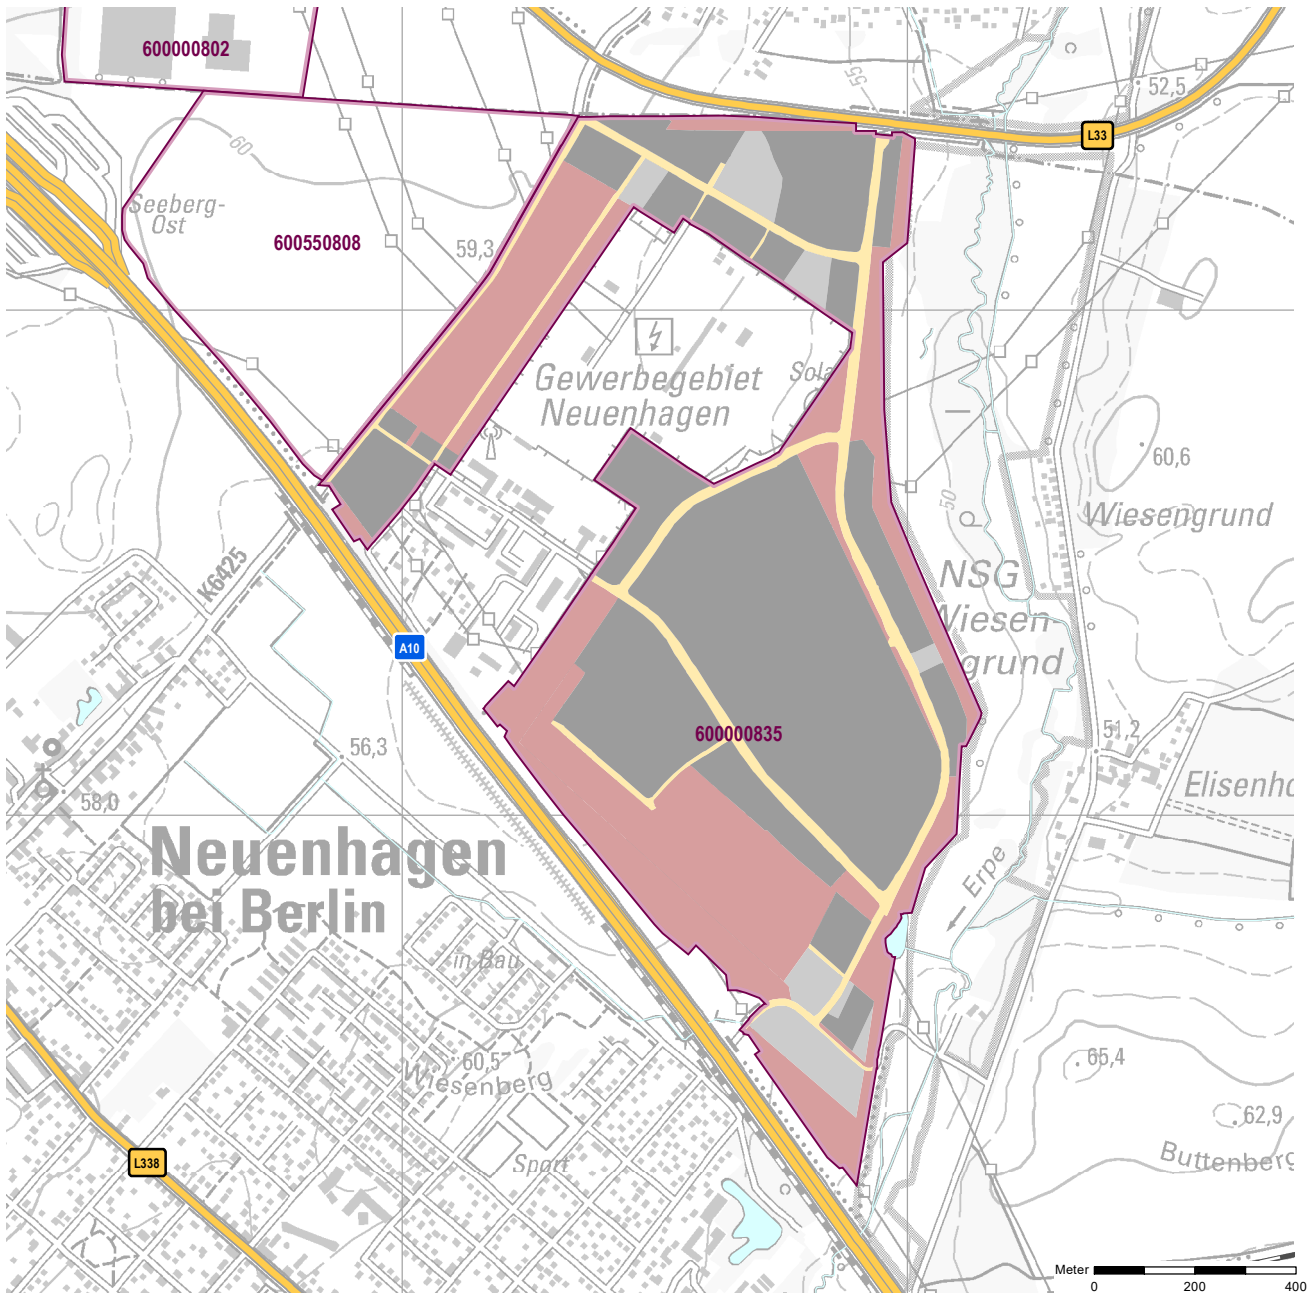 600000802
55
52,5
L33
60
Seeberg-
Ost
600550808
59,3
Gewerbegebiet
Neuenhagen
Sola
60,6
50
Wiesengrund
K6425
NSG
Wiesen-
grund
A10
600000835
51,2
56,3
58,0
Elisenho
Neuenhagen
bei Berlin
Erpe
in Bau
60,5
Wiesenberg
65,4
62,9
Buttenberg
L338
Sport
Meter
0 200 400